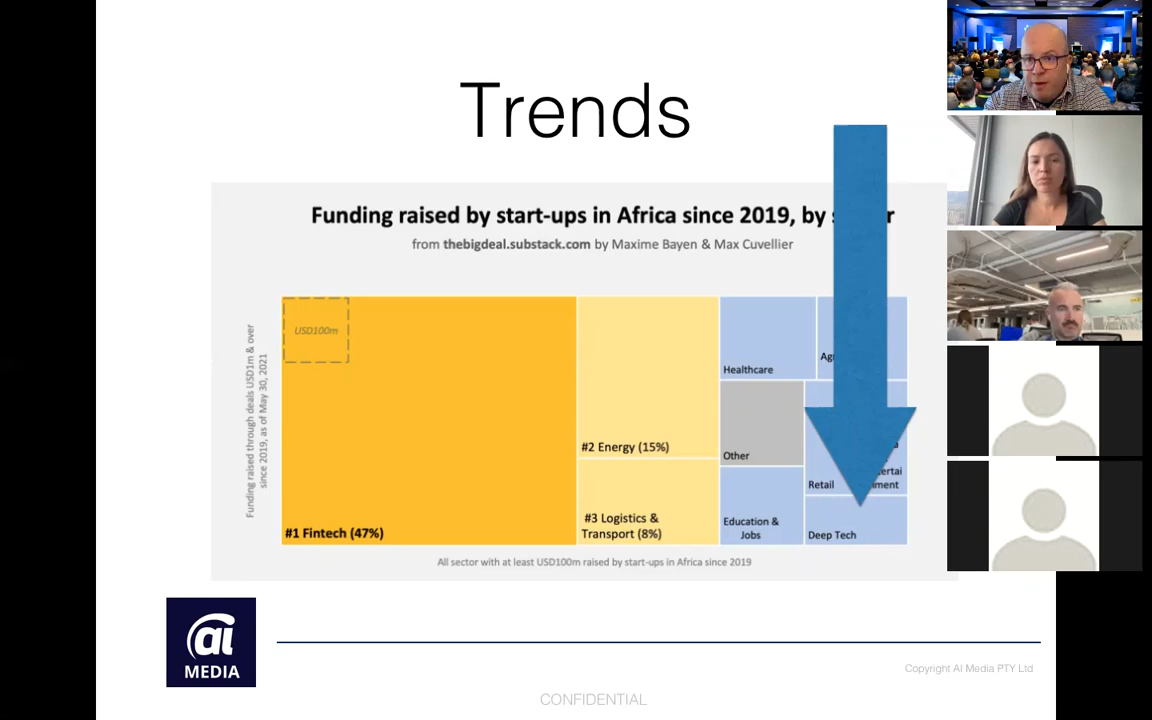 Trends
Funding raised by start-ups in Africa since 2019, by
from thebigdeal.substack.com by Maxime Bayen & Max Cuvellier
Funding raised through deals USD1m & over
since 2019, as of May 30, 2021
USD100m
#1 Fintech (47%)
#2 Energy (15%)
#3 Logistics &
Transport (8%)
Healthcare
Other
Education &
Jobs
Retail
Deep Tech
All sector with at least USD100m raised by start-ups in Africa since 2019
ai
MEDIA
Copyright AI Media PTY Ltd
CONFIDENTIAL